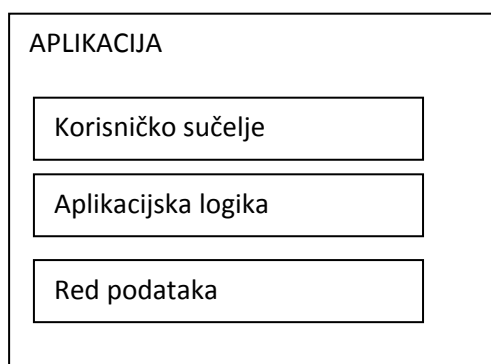 APLIKACIJA
Korisničko sučelje
Aplikacijska logika
Red podataka